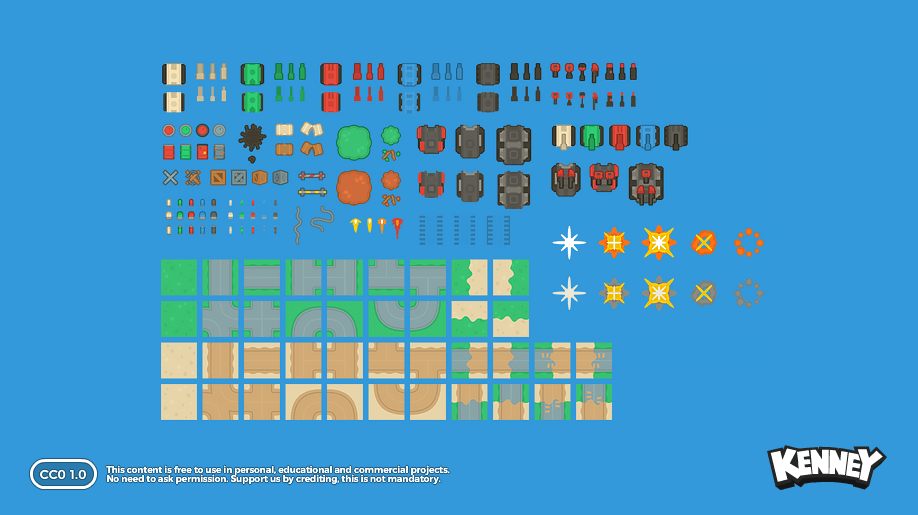 CC0 1.0
This content is free to use in personal, educational and commercial projects.
No need to ask permission. Support us by crediting, this is not mandatory.
KENNEY